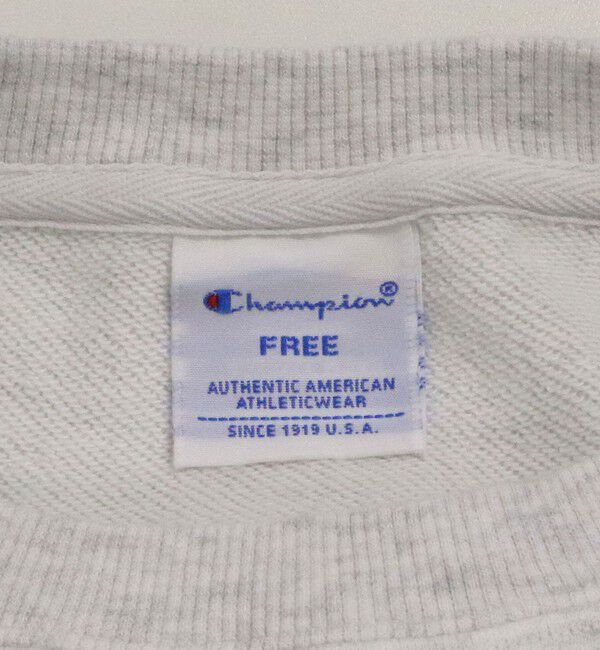 Champion®
FREE
AUTHENTIC AMERICAN
ATHLETICWEAR
SINCE 1919 U.S.A.